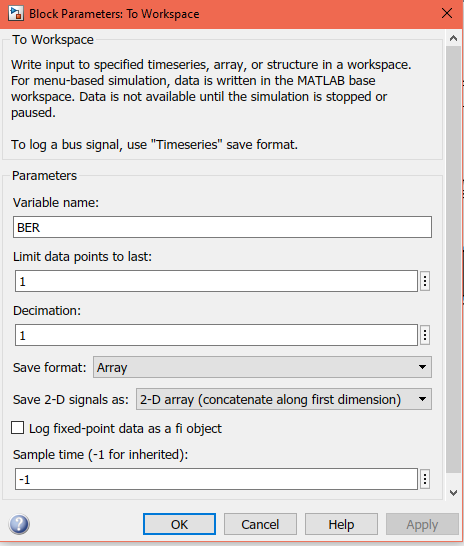 Block Parameters: To Workspace
To Workspace
Write input to specified timeseries, array, or structure in a workspace.
For menu-based simulation, data is written in the MATLAB base
workspace. Data is not available until the simulation is stopped or
paused.
To log a bus signal, use "Timeseries" save format.
Parameters
Variable name:
BER
Limit data points to last:
1
Decimation:
1
Save format: Array
Save 2-D signals as: 2-D array (concatenate along first dimension)
Log fixed-point data as a fi object
Sample time (-1 for inherited):
-1
? OK Cancel Help Apply